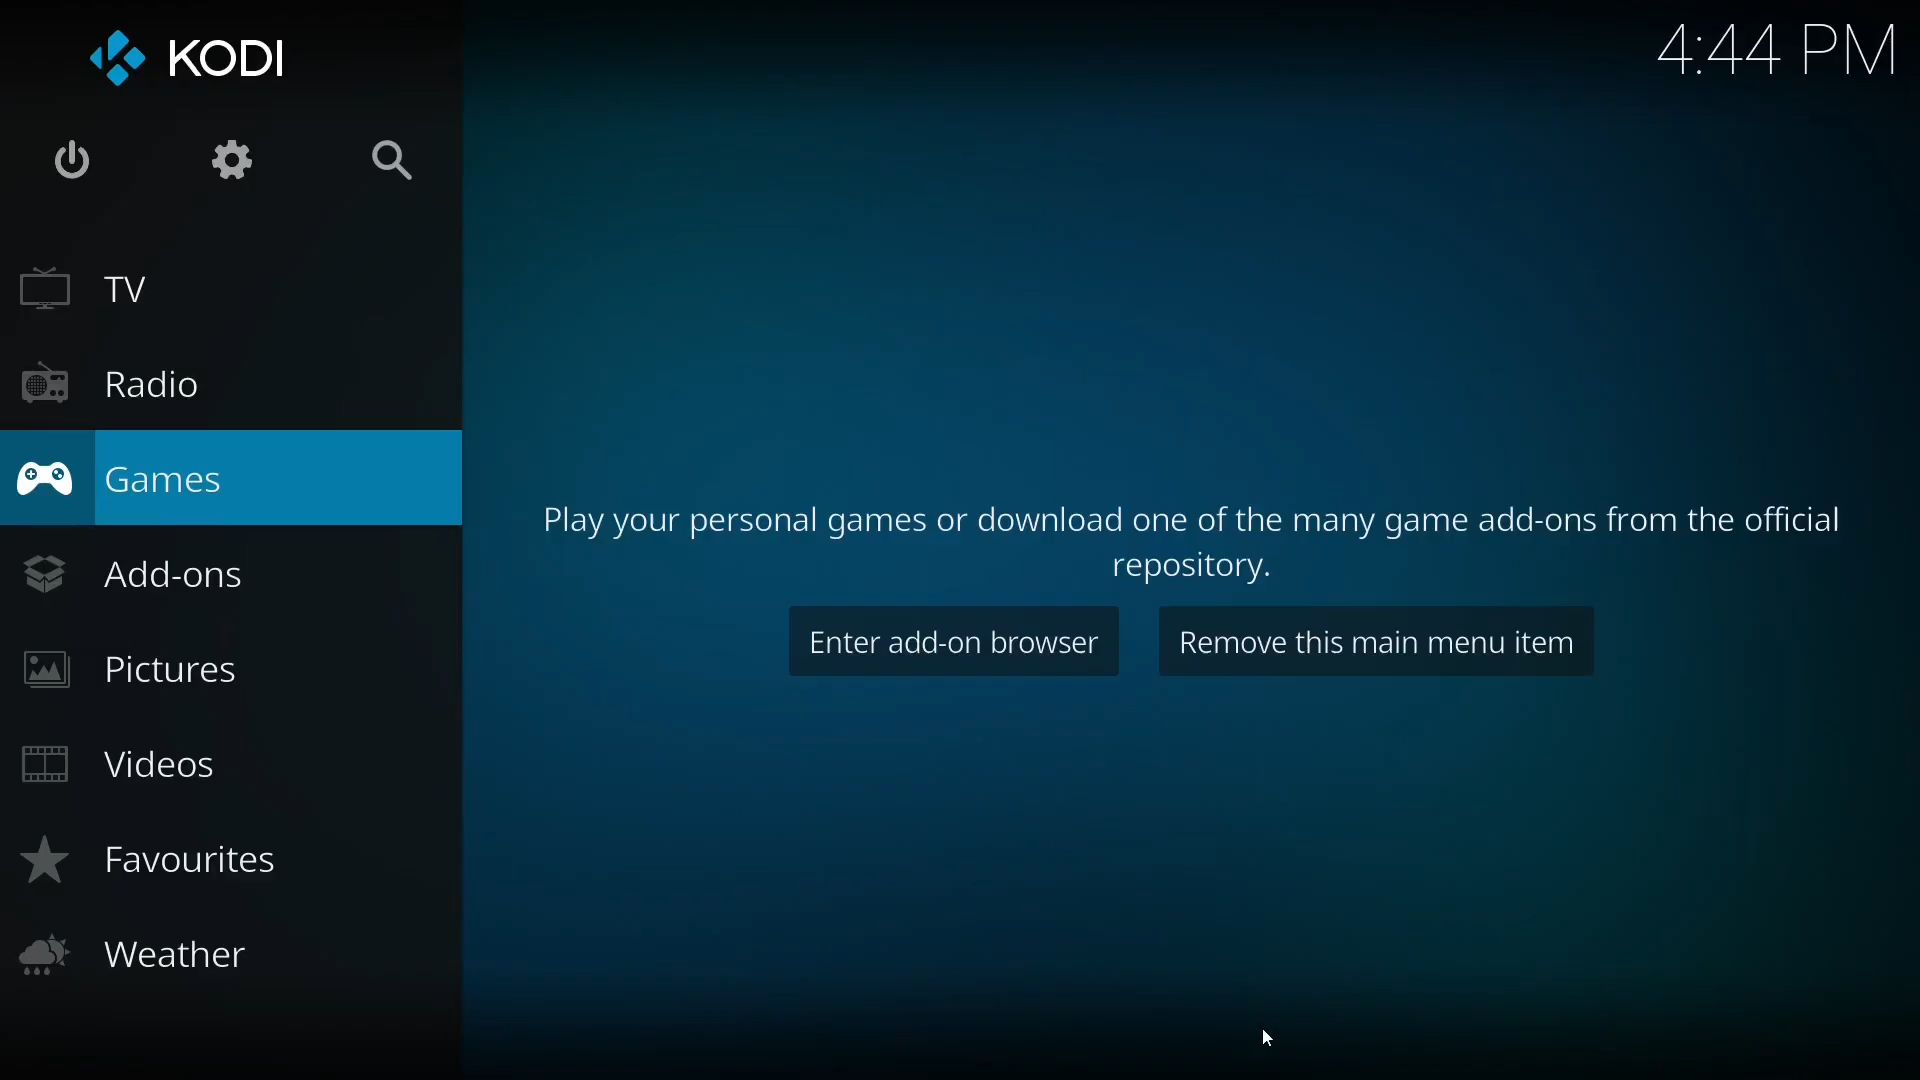 KODI
4:44 PM
TV
Radio
Games
Add-ons
Pictures
Videos
Favourites
Weather
Play your personal games or download one of the many game add-ons from the official
repository.
Enter add-on browser
Remove this main menu item